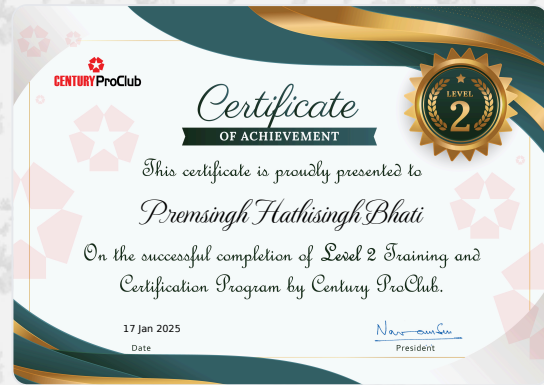 CENTURY ProClub
LEVEL
2
Certificate
OF ACHIEVEMENT
This certificate is proudly presented to
Premsingh Hathisingh Bhati
On the successful completion of Level 2 Training and
Certification Program by Century ProClub.
17 Jan 2025
Date
President